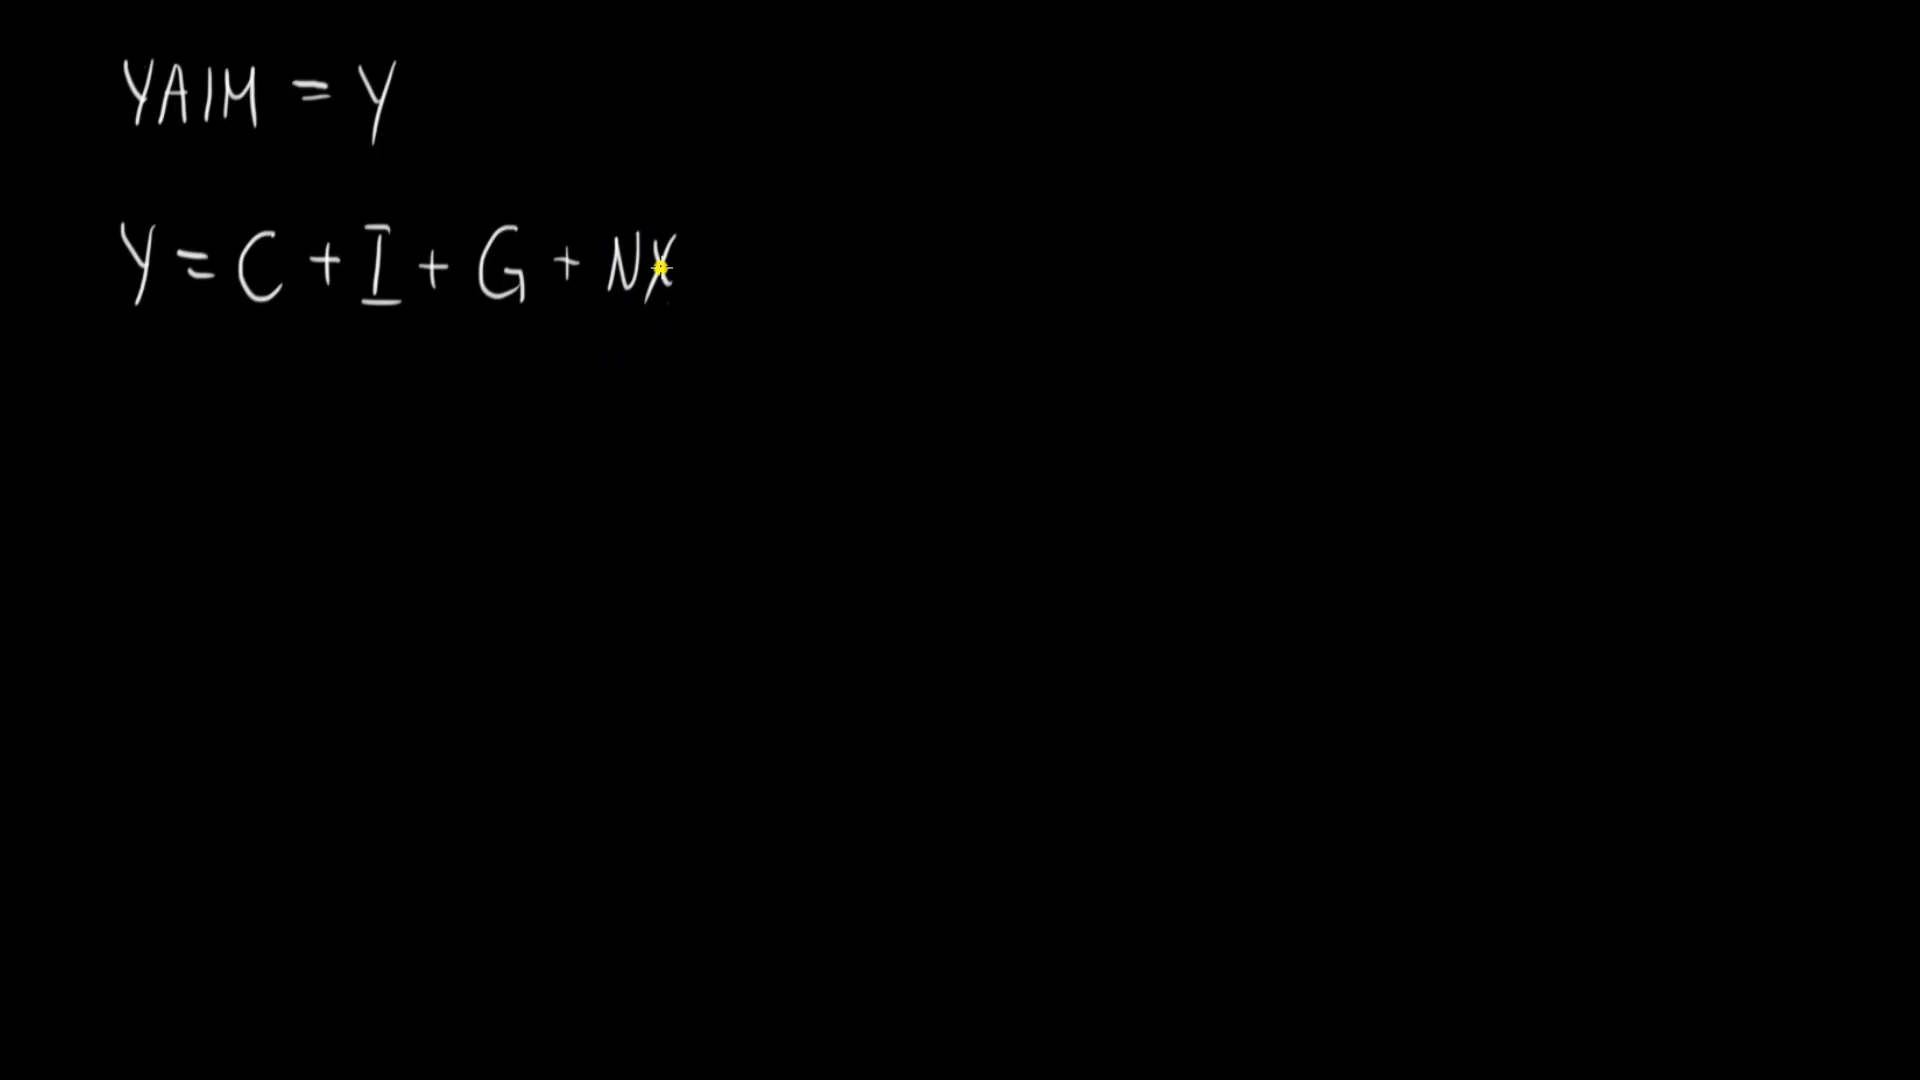 YAIM = Y
Y = C + I + G + NX